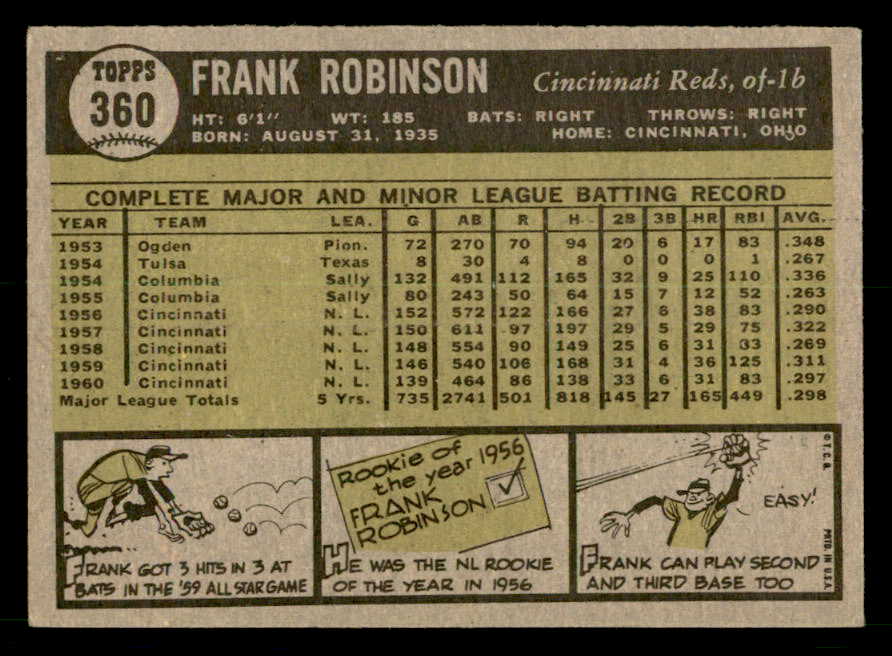 TOPPS
360
FRANK ROBINSON Cincinnati Reds, of-1b
HT: 6'1" WT: 185 BATS: RIGHT THROWS: RIGHT
BORN: AUGUST 31, 1935 HOME: CINCINNATI, OHIO
COMPLETE MAJOR AND MINOR LEAGUE BATTING RECORD
YEAR TEAM LEA. G AB R H 2B 3B HR RBI AVG.
1953 Ogden Pion. 72 270 70 94 20 6 17 83 .348
1954 Tulsa Texas 8 30 4 8 0 0 0 1 .267
1954 Columbia Sally 132 491 112 165 32 9 25 110 .336
1955 Columbia Sally 80 243 50 64 15 7 12 52 .263
1956 Cincinnati N. L. 152 572 122 166 27 6 38 83 .290
1957 Cincinnati N. L. 150 611 97 197 29 5 29 75 .322
1958 Cincinnati N. L. 148 554 90 149 25 6 31 33 .269
1959 Cincinnati N. L. 146 540 106 168 31 4 36 125 .311
1960 Cincinnati N. L. 139 464 86 138 33 6 31 83 .297
Major League Totals 5 Yrs. 735 2741 501 818 145 27 165 449 .298
FRANK GOT 3 HITS IN 3 AT
BATS IN THE '59 ALL STAR GAME
ROOKIE OF
THE YEAR 1956
FRANK
ROBINSON
HE WAS THE NL ROOKIE
OF THE YEAR IN 1956
EASY!
FRANK CAN PLAY SECOND
AND THIRD BASE TOO
© T.C.G.
PRTD. IN U.S.A.